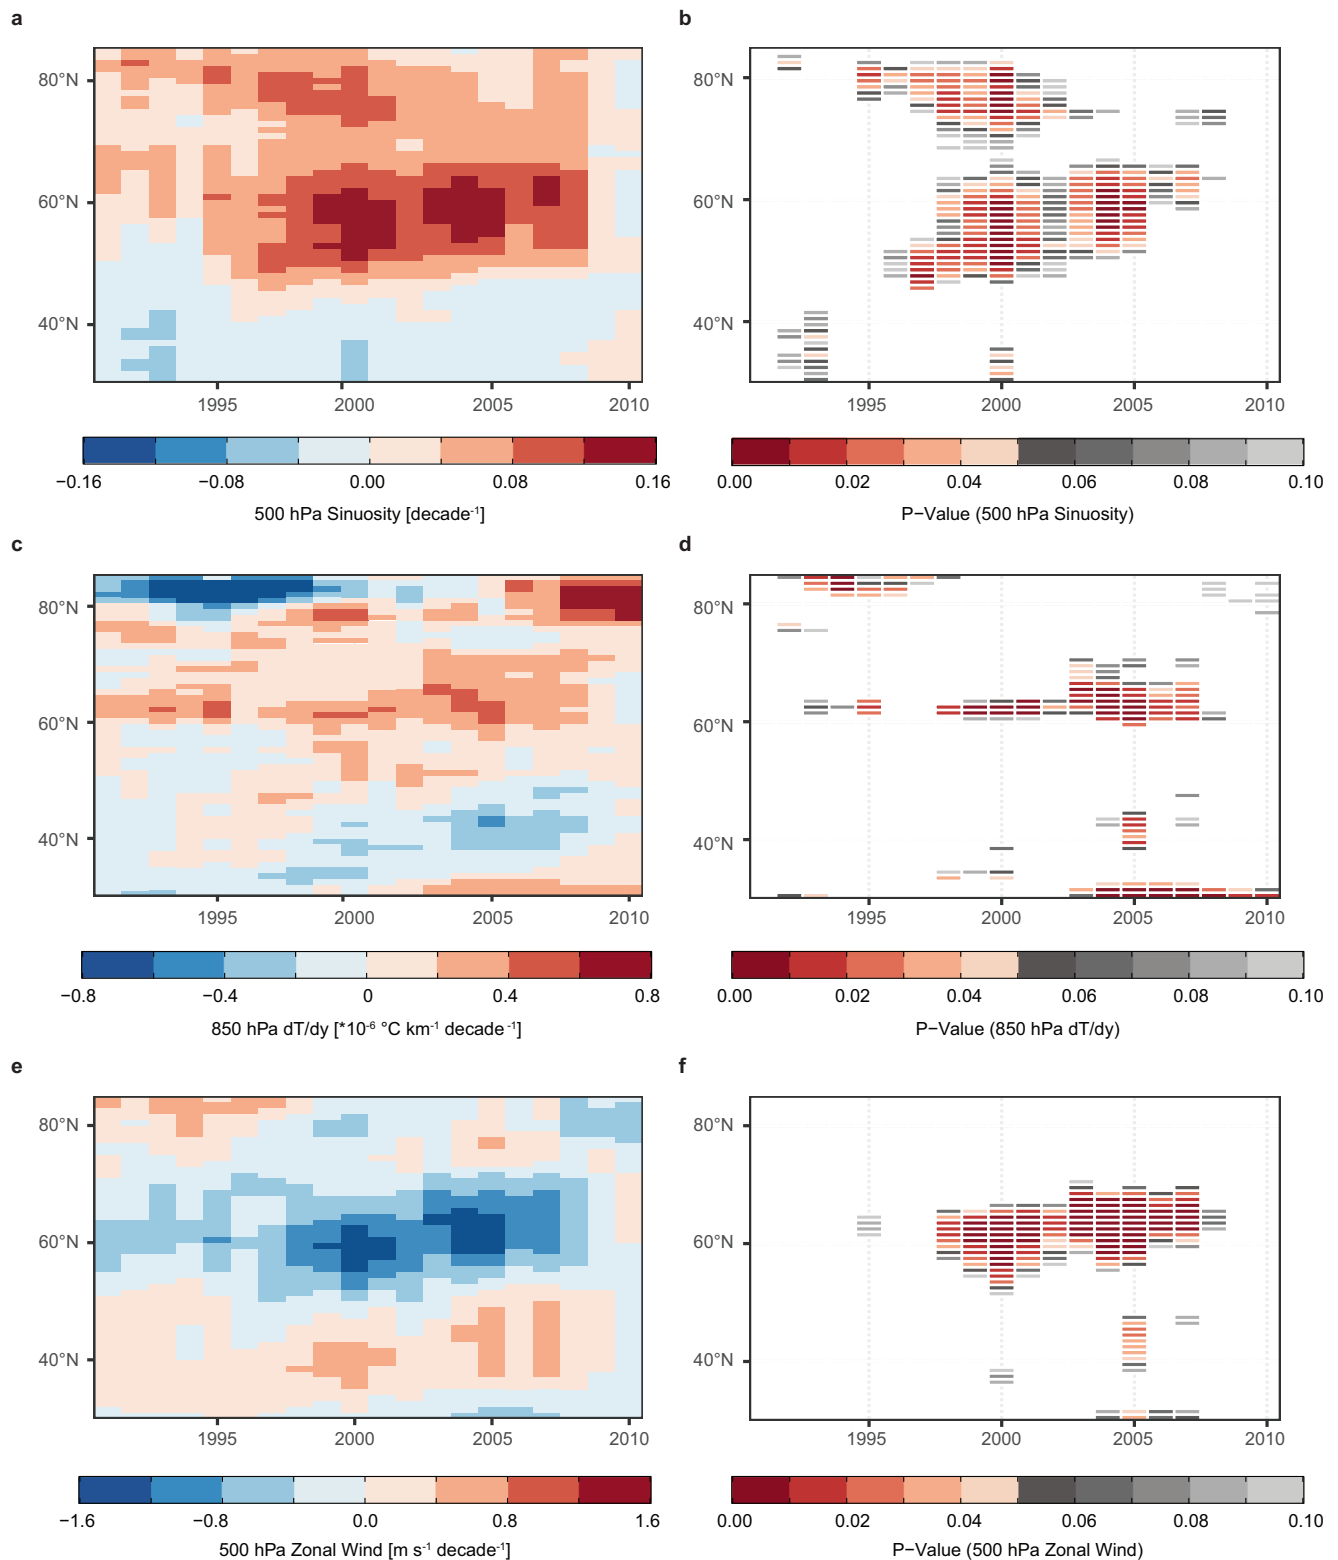 a
b
80°N
60°N
40°N
1995
2000
2005
2010
80°N
60°N
40°N
1995
2000
2005
2010
−0.16
−0.08
0.00
0.08
0.16
500 hPa Sinuosity [decade⁻¹]
0.00
0.02
0.04
0.06
0.08
0.10
P−Value (500 hPa Sinuosity)
c
d
80°N
60°N
40°N
1995
2000
2005
2010
80°N
60°N
40°N
1995
2000
2005
2010
−0.8
−0.4
0
0.4
0.8
850 hPa dT/dy [*10⁻⁶ °C km⁻¹ decade⁻¹]
0.00
0.02
0.04
0.06
0.08
0.10
P−Value (850 hPa dT/dy)
e
f
80°N
60°N
40°N
1995
2000
2005
2010
80°N
60°N
40°N
1995
2000
2005
2010
−1.6
−0.8
0.0
0.8
1.6
500 hPa Zonal Wind [m s⁻¹ decade⁻¹]
0.00
0.02
0.04
0.06
0.08
0.10
P−Value (500 hPa Zonal Wind)